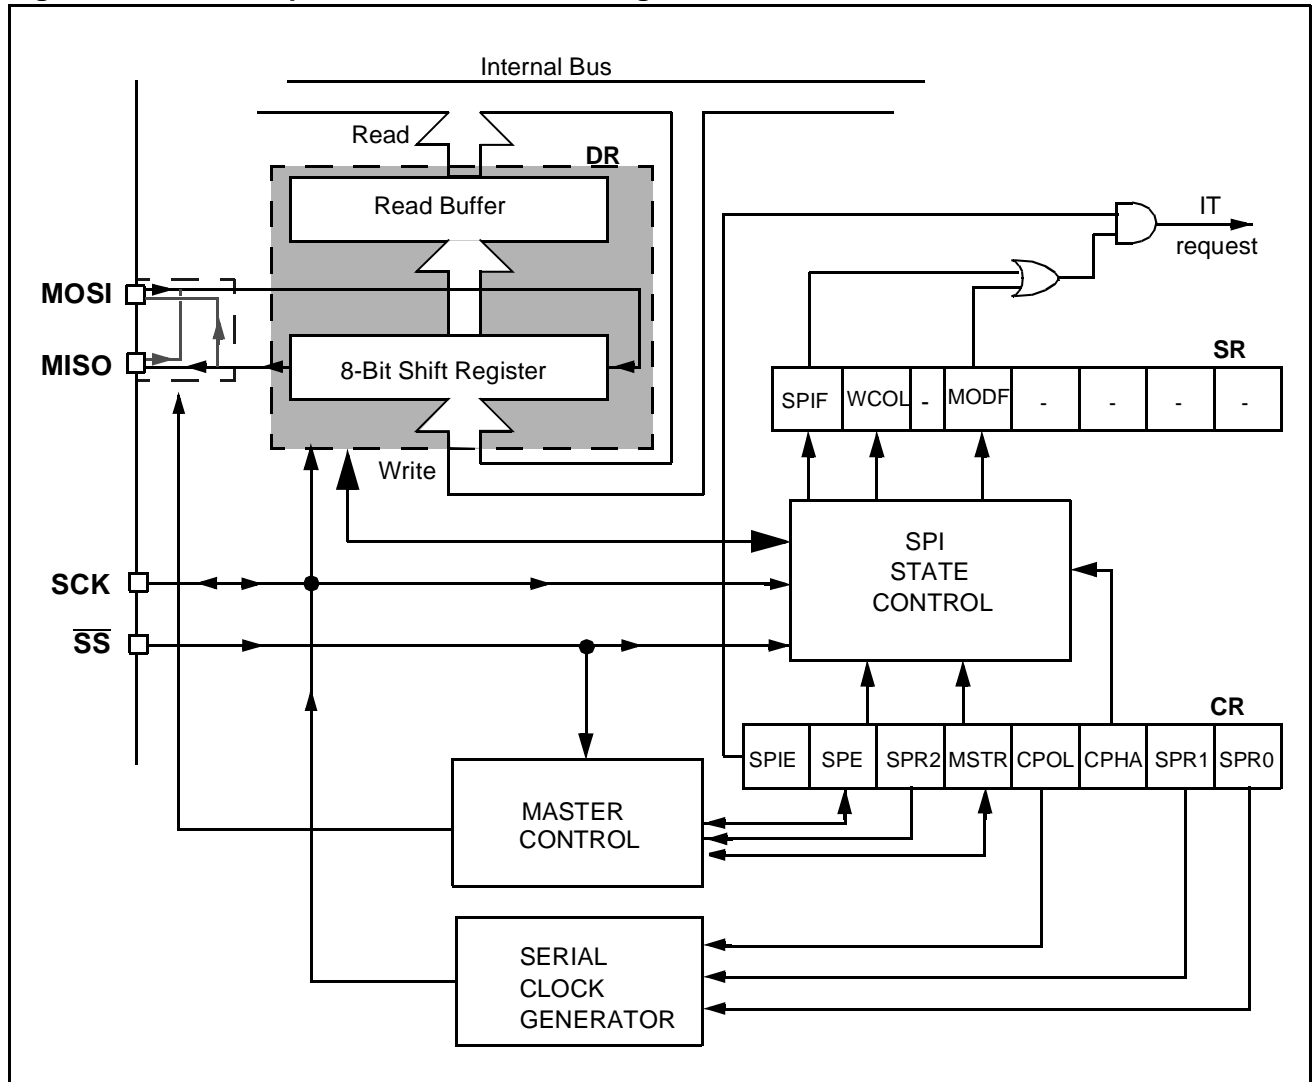 Internal Bus
Read
DR
Read Buffer
IT
request
MOSI
MISO
8-Bit Shift Register
SR
SPIF WCOL - MODF - - - -
Write
SPI
STATE
CONTROL
SCK
SS
CR
SPIE SPE SPR2 MSTR CPOL CPHA SPR1 SPR0
MASTER
CONTROL
SERIAL
CLOCK
GENERATOR